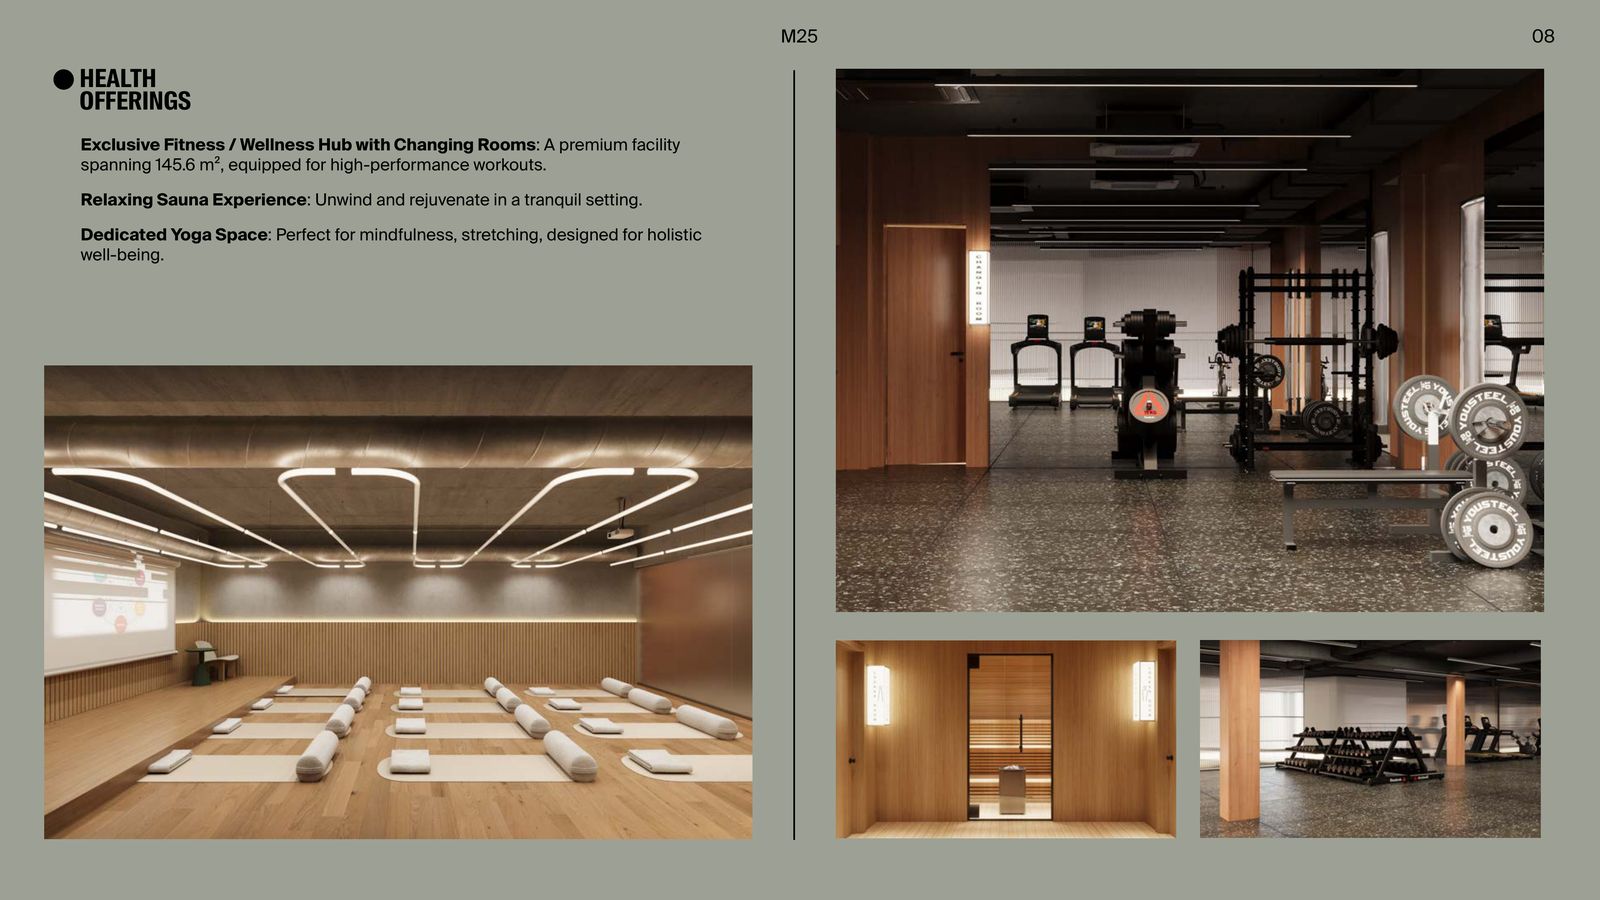 M25
08
HEALTH
OFFERINGS
Exclusive Fitness / Wellness Hub with Changing Rooms: A premium facility
spanning 145.6 m², equipped for high-performance workouts.
Relaxing Sauna Experience: Unwind and rejuvenate in a tranquil setting.
Dedicated Yoga Space: Perfect for mindfulness, stretching, designed for holistic
well-being.
CHANGING ROOM
YOUSTEEL
YOUSTEEL
YOUSTEEL